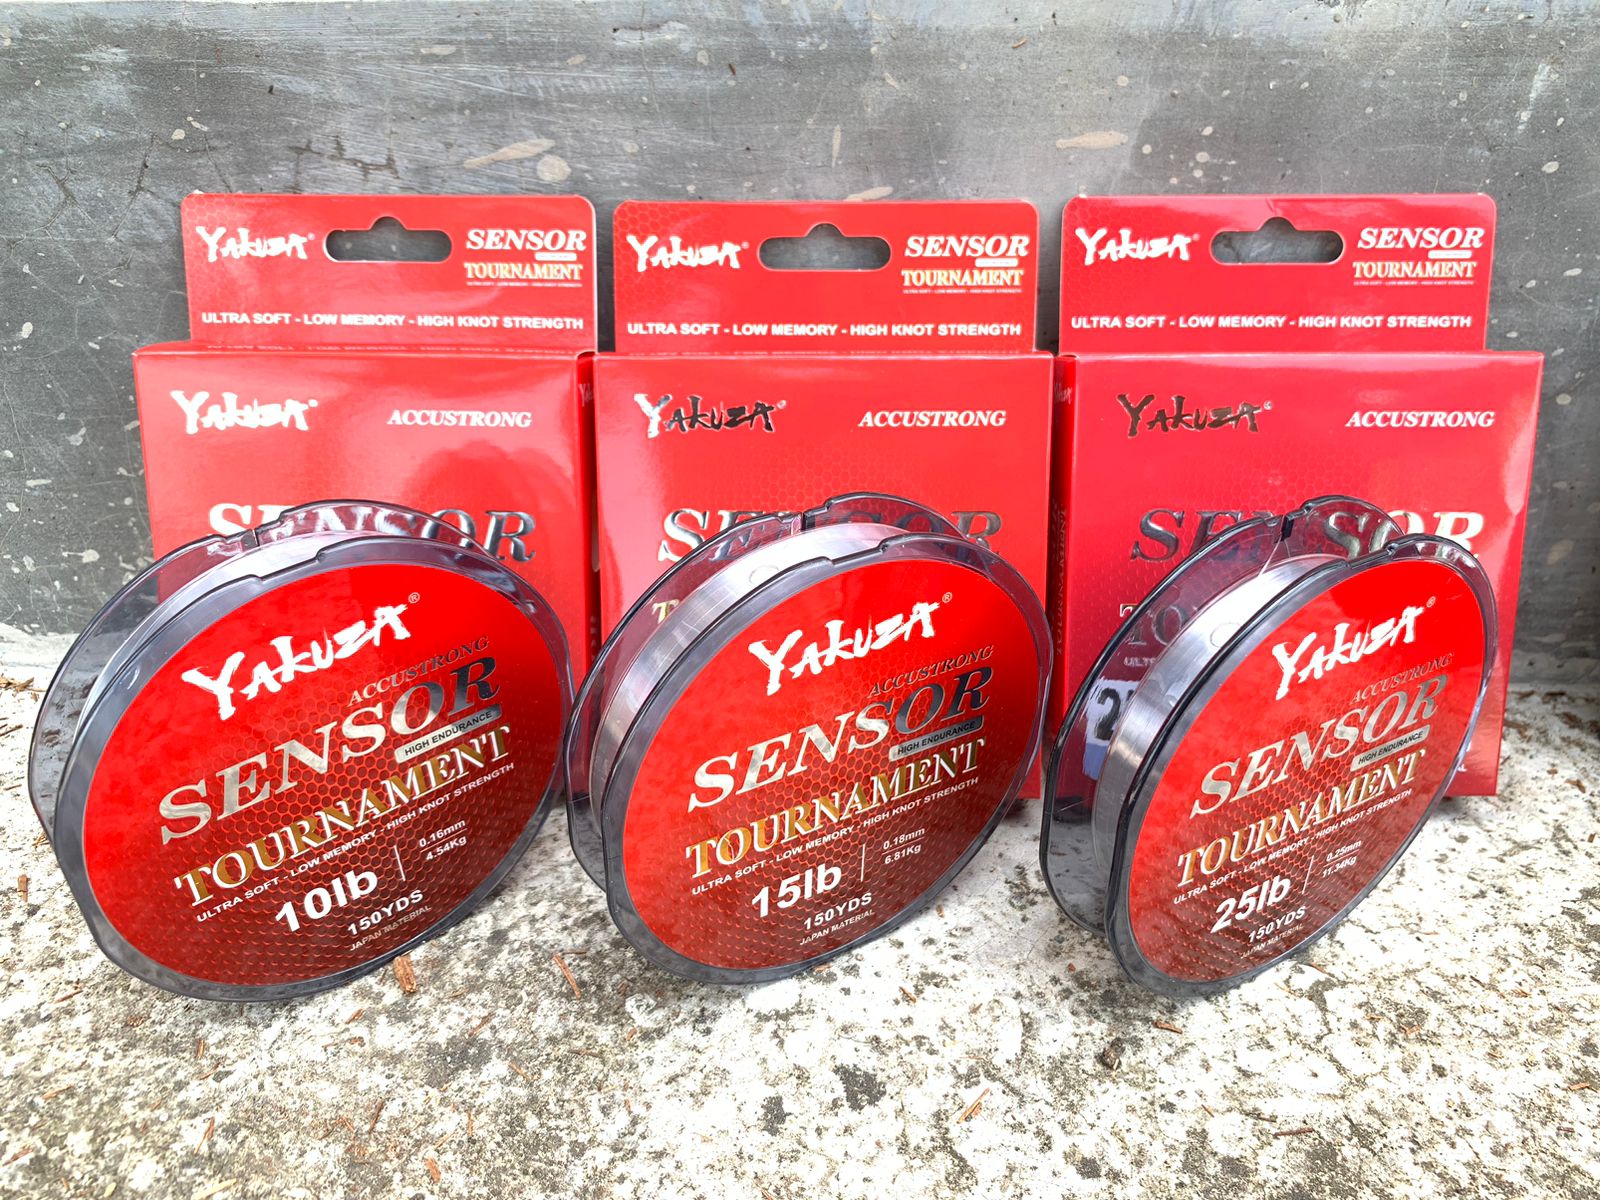 YAKUZA®
SENSOR
TOURNAMENT
ULTRA SOFT - LOW MEMORY - HIGH KNOT STRENGTH
YAKUZA®
ACCUSTRONG
SENSOR
YAKUZA®
ACCUSTRONG
SENSOR
HIGH ENDURANCE
TOURNAMENT
ULTRA SOFT - LOW MEMORY - HIGH KNOT STRENGTH
10lb
0.16mm
4.54Kg
150YDS
JAPAN MATERIAL
YAKUZA®
SENSOR
TOURNAMENT
ULTRA SOFT - LOW MEMORY - HIGH KNOT STRENGTH
YAKUZA®
ACCUSTRONG
SENSOR
YAKUZA®
ACCUSTRONG
SENSOR
HIGH ENDURANCE
TOURNAMENT
ULTRA SOFT - LOW MEMORY - HIGH KNOT STRENGTH
15lb
0.18mm
6.81Kg
150YDS
JAPAN MATERIAL
YAKUZA®
SENSOR
TOURNAMENT
ULTRA SOFT - LOW MEMORY - HIGH KNOT STRENGTH
YAKUZA®
ACCUSTRONG
SENSOR
YAKUZA®
ACCUSTRONG
SENSOR
HIGH ENDURANCE
TOURNAMENT
ULTRA SOFT - LOW MEMORY - HIGH KNOT STRENGTH
25lb
0.25mm
11.34Kg
150YDS
JAPAN MATERIAL